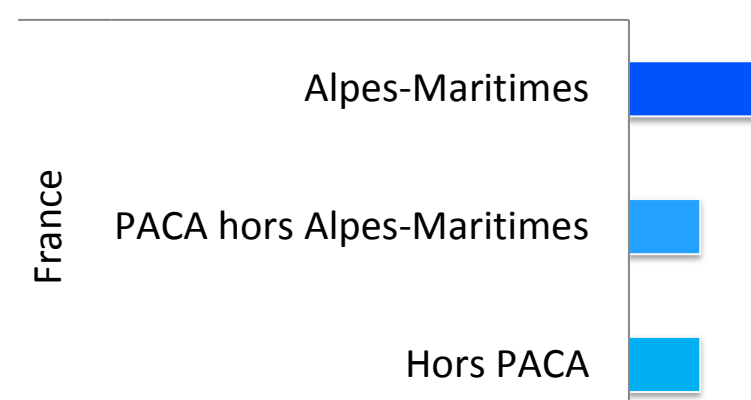 France
Alpes-Maritimes
PACA hors Alpes-Maritimes
Hors PACA